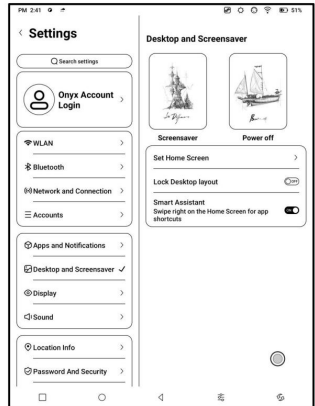 PM 2:41
51%
Settings
Search settings
Onyx Account
Login
WLAN
Bluetooth
Network and Connection
Accounts
Apps and Notifications
Desktop and Screensaver
Display
Sound
Location Info
Password And Security
Desktop and Screensaver
Screensaver
Power off
Set Home Screen
Lock Desktop layout
OFF
Smart Assistant
Swipe right on the Home Screen for app
shortcuts
ON